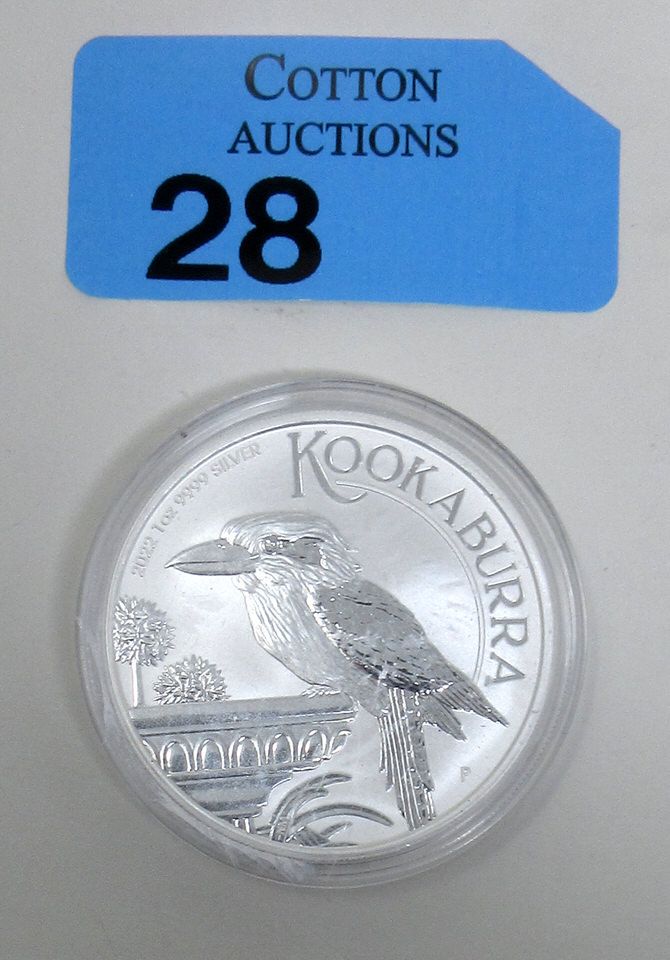 COTTON
AUCTIONS
28
2022 1oz 9999 SILVER
KOOKABURRA
P